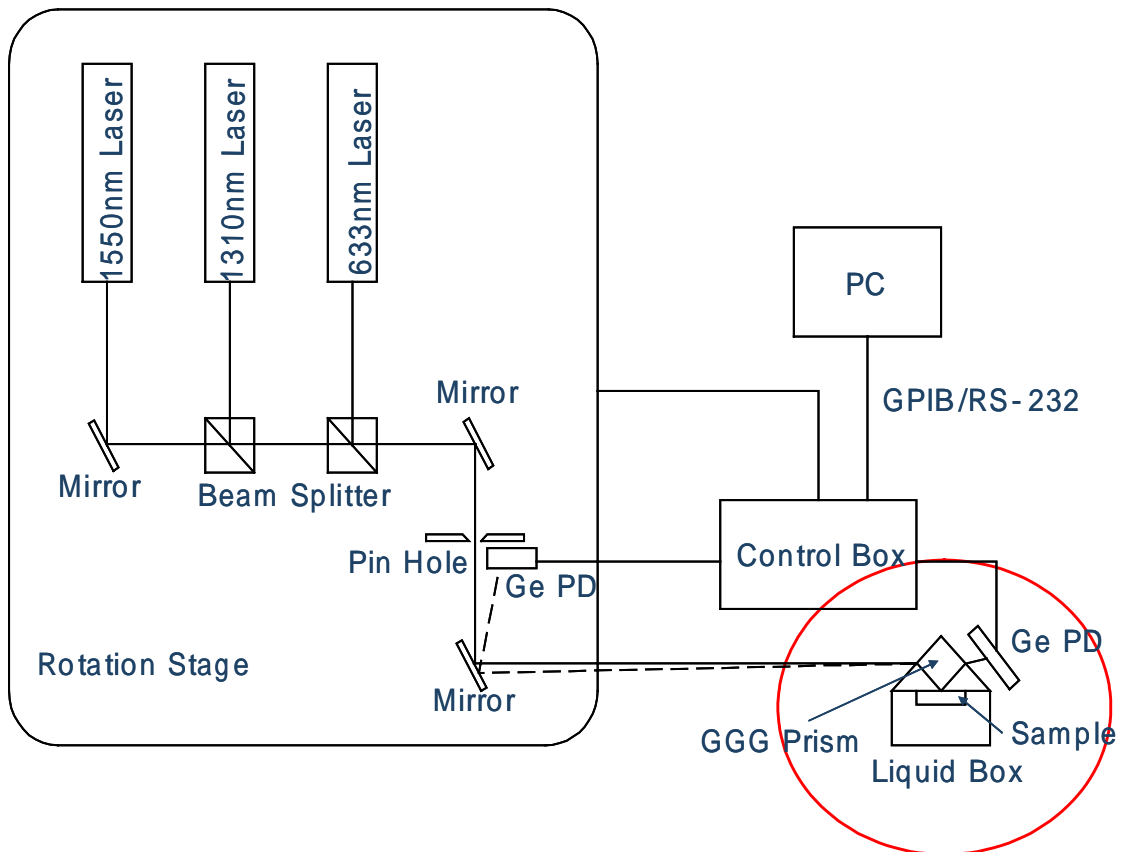 1550nm Laser
1310nm Laser
633nm Laser
PC
Mirror
GPIB/RS-232
Mirror
Beam Splitter
Pin Hole
Control Box
Ge PD
Ge PD
Rotation Stage
Mirror
GGG Prism
Sample
Liquid Box